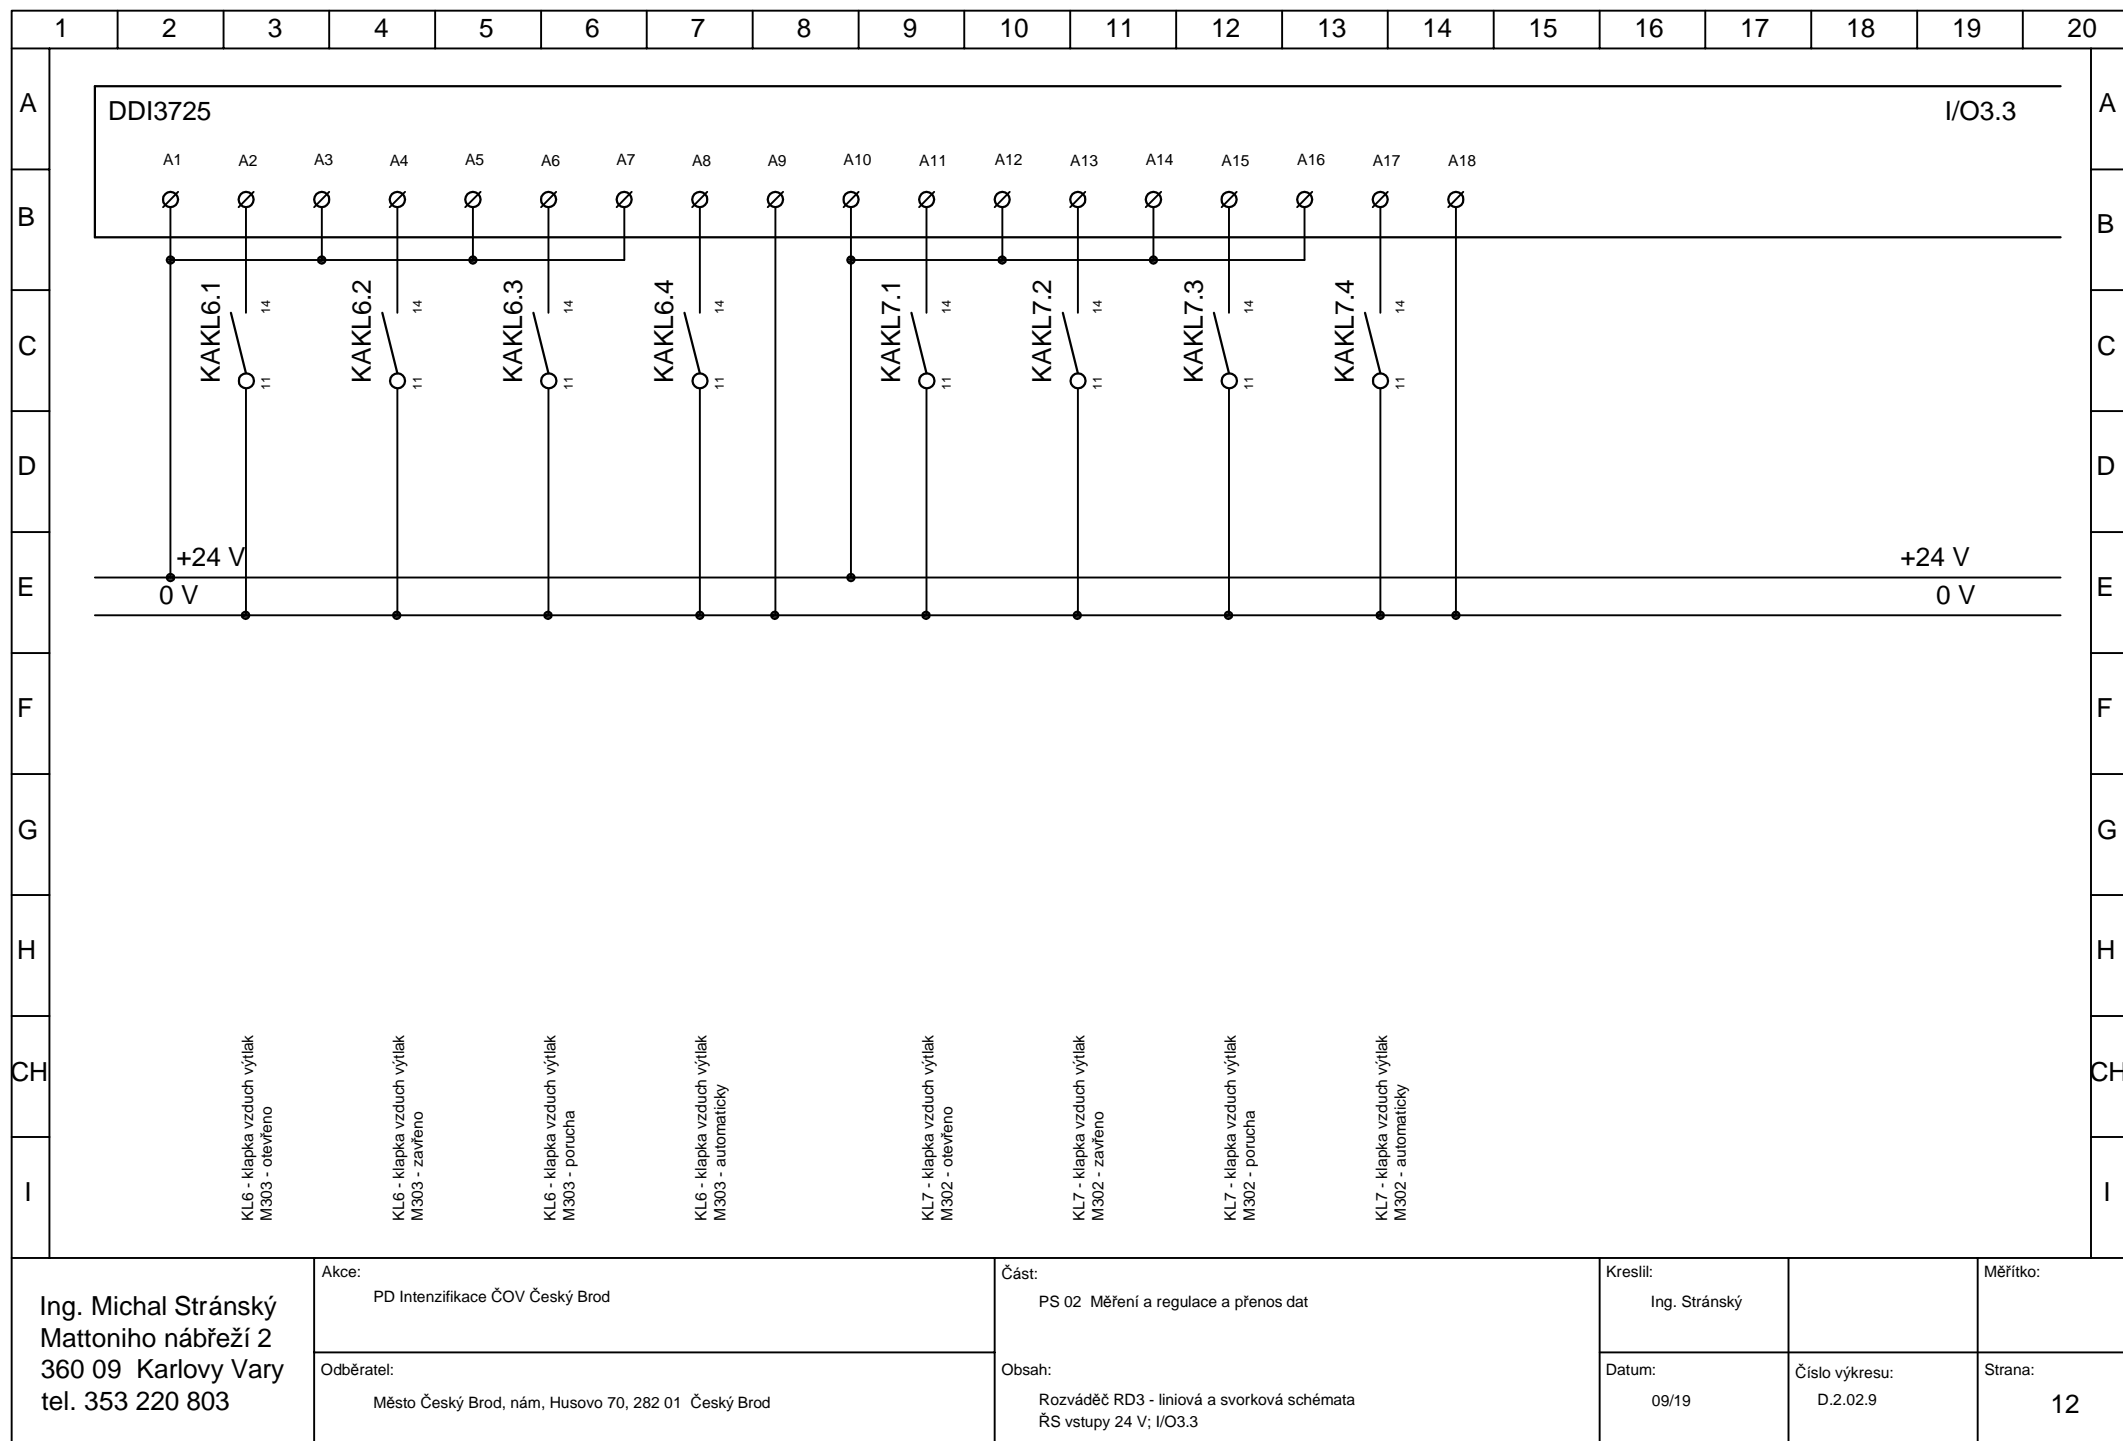 1 2 3 4 5 6 7 8 9 10 11 12 13 14 15 16 17 18 19 20
A A
DDI3725 I/O3.3
A1 A2 A3 A4 A5 A6 A7 A8 A9 A10 A11 A12 A13 A14 A15 A16 A17 A18
B B
KAKL6.1 14 11
KAKL6.2 14 11
KAKL6.3 14 11
KAKL6.4 14 11
KAKL7.1 14 11
KAKL7.2 14 11
KAKL7.3 14 11
KAKL7.4 14 11
C C
D D
+24 V +24 V
E E
0 V 0 V
F F
G G
H H
CH CH
KL6 - klapka vzduch výtlak
M303 - otevřeno
KL6 - klapka vzduch výtlak
M303 - zavřeno
KL6 - klapka vzduch výtlak
M303 - porucha
KL6 - klapka vzduch výtlak
M303 - automaticky
KL7 - klapka vzduch výtlak
M302 - otevřeno
KL7 - klapka vzduch výtlak
M302 - zavřeno
KL7 - klapka vzduch výtlak
M302 - porucha
KL7 - klapka vzduch výtlak
M302 - automaticky
I I
Ing. Michal Stránský
Mattoniho nábřeží 2
360 09 Karlovy Vary
tel. 353 220 803
Akce:
PD Intenzifikace ČOV Český Brod
Odběratel:
Město Český Brod, nám, Husovo 70, 282 01 Český Brod
Část:
PS 02 Měření a regulace a přenos dat
Obsah:
Rozváděč RD3 - liniová a svorková schémata
ŘS vstupy 24 V; I/O3.3
Kreslil:
Ing. Stránský
Měřítko:
Datum:
09/19
Číslo výkresu:
D.2.02.9
Strana:
12